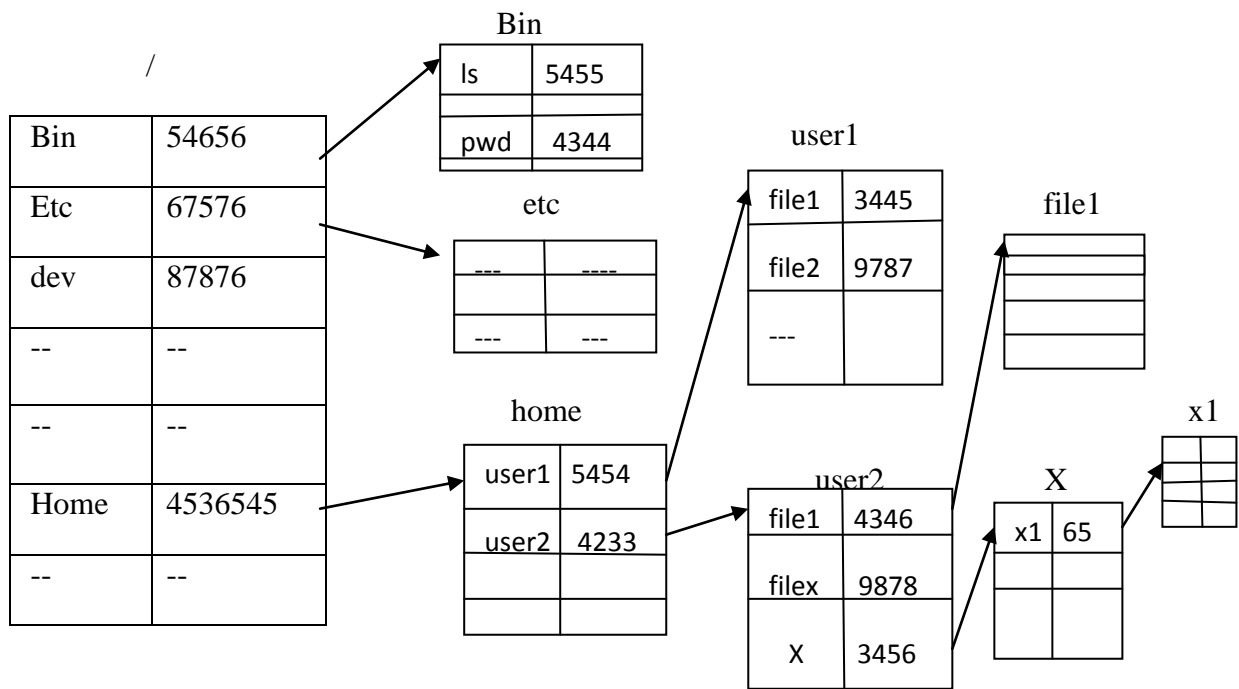 /
Bin 54656
Etc 67576
dev 87876
-- --
-- --
Home 4536545
-- --
Bin
ls 5455
pwd 4344
etc
--- ----
--- ---
home
user1 5454
user2 4233
user1
file1 3445
file2 9787
---
user2
file1 4346
filex 9878
X 3456
file1
X
x1 65
x1